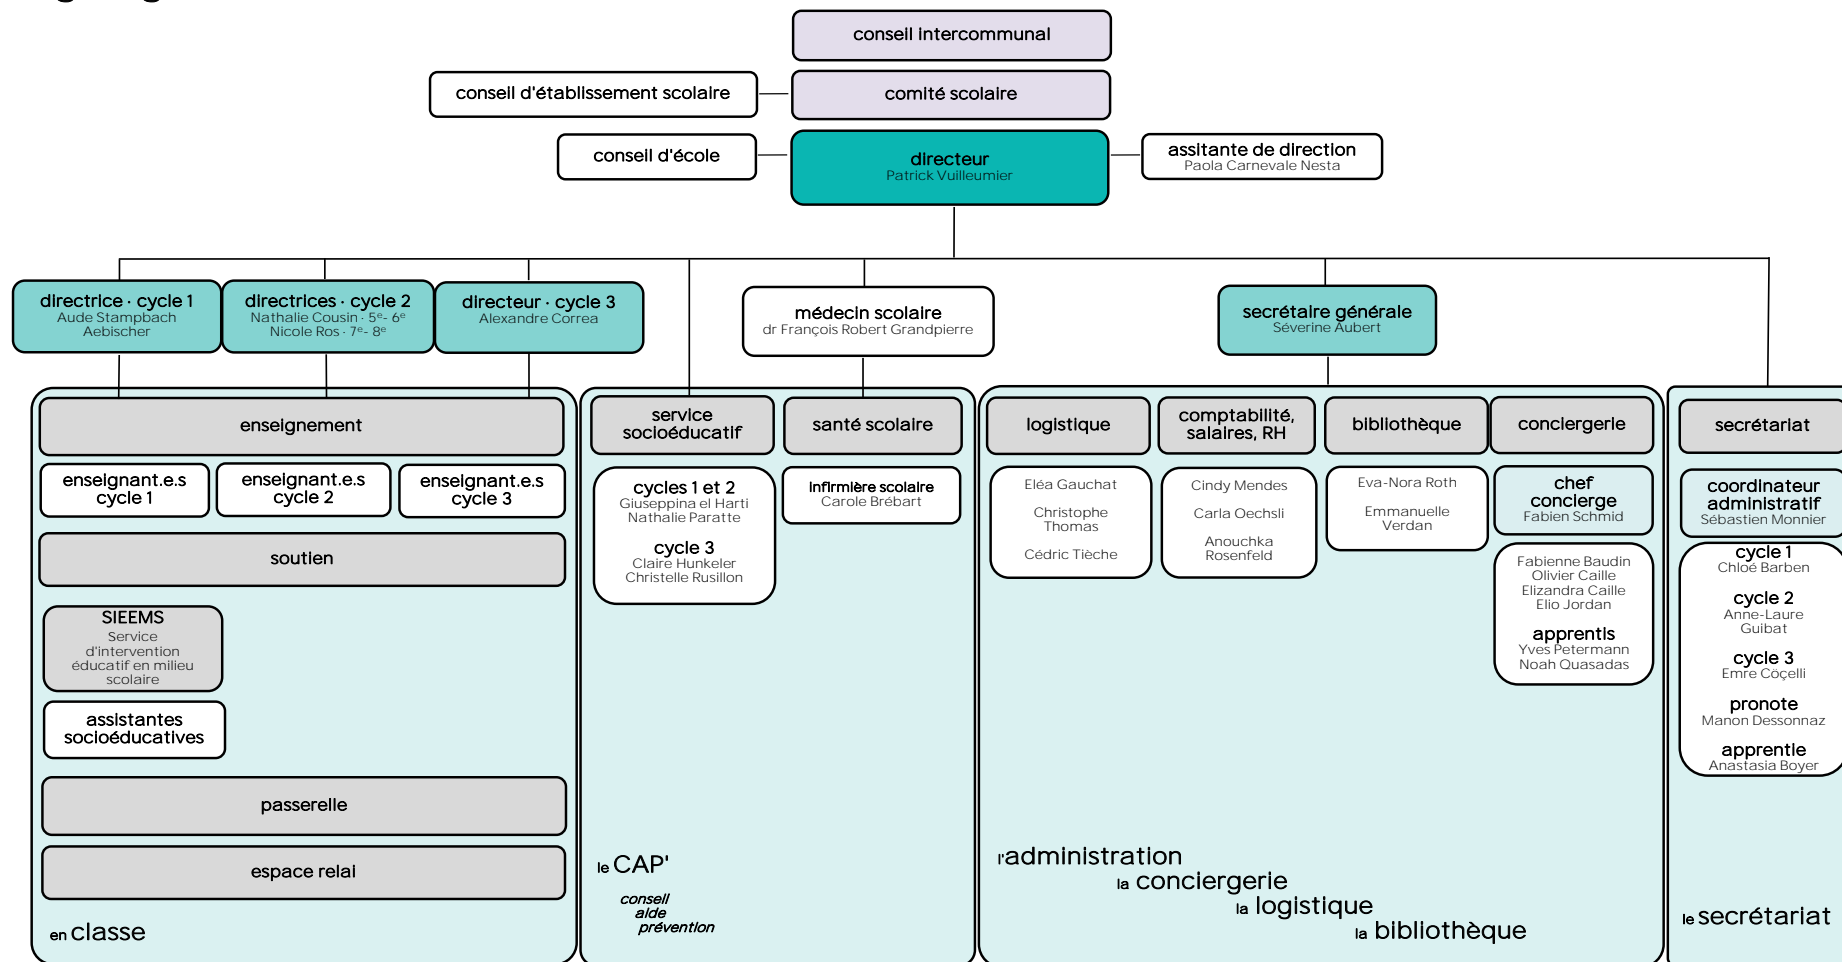 conseil intercommunal
conseil d'établissement scolaire
comité scolaire
conseil d'école
directeur
Patrick Vuilleumier
assitante de direction
Paola Carnevale Nesta
directrice · cycle 1
Aude Stampbach
Aebischer
directrices · cycle 2
Nathalie Cousin · 5e- 6e
Nicole Ros · 7e- 8e
directeur · cycle 3
Alexandre Correa
médecin scolaire
dr François Robert Grandpierre
secrétaire générale
Séverine Aubert
enseignement
enseignant.e.s
cycle 1
enseignant.e.s
cycle 2
enseignant.e.s
cycle 3
soutien
SIEEMS
Service
d'intervention
éducatif en milieu
scolaire
assistantes
socioéducatives
passerelle
espace relai
en classe
service
socioéducatif
cycles 1 et 2
Giuseppina el Harti
Nathalie Paratte
cycle 3
Claire Hunkeler
Christelle Rusillon
santé scolaire
infirmière scolaire
Carole Brébart
le CAP'
conseil
aide
prévention
logistique
Eléa Gauchat
Christophe
Thomas
Cédric Tièche
comptabilité,
salaires, RH
Cindy Mendes
Carla Oechsli
Anouchka
Rosenfeld
bibliothèque
Eva-Nora Roth
Emmanuelle
Verdan
conciergerie
chef
concierge
Fabien Schmid
Fabienne Baudin
Olivier Caille
Elizandra Caille
Elio Jordan
apprentis
Yves Petermann
Noah Quasadas
l'administration
la conciergerie
la logistique
la bibliothèque
secrétariat
coordinateur
administratif
Sébastien Monnier
cycle 1
Chloé Barben
cycle 2
Anne-Laure
Guibat
cycle 3
Emre Cöçelli
pronote
Manon Dessonnaz
apprentie
Anastasia Boyer
le secrétariat